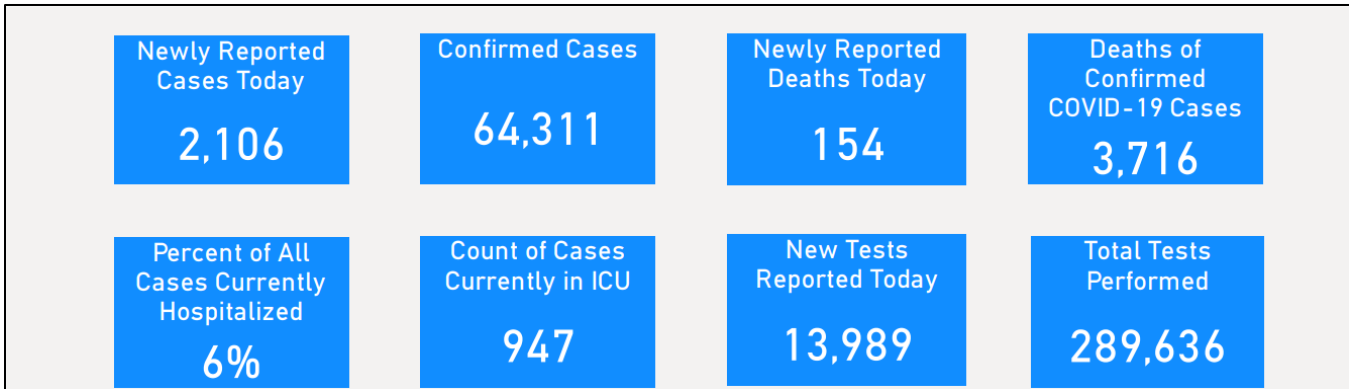 Newly Reported
Cases Today
2,106
Confirmed Cases
64,311
Newly Reported
Deaths Today
154
Deaths of
Confirmed
COVID-19 Cases
3,716
Percent of All
Cases Currently
Hospitalized
6%
Count of Cases
Currently in ICU
947
New Tests
Reported Today
13,989
Total Tests
Performed
289,636